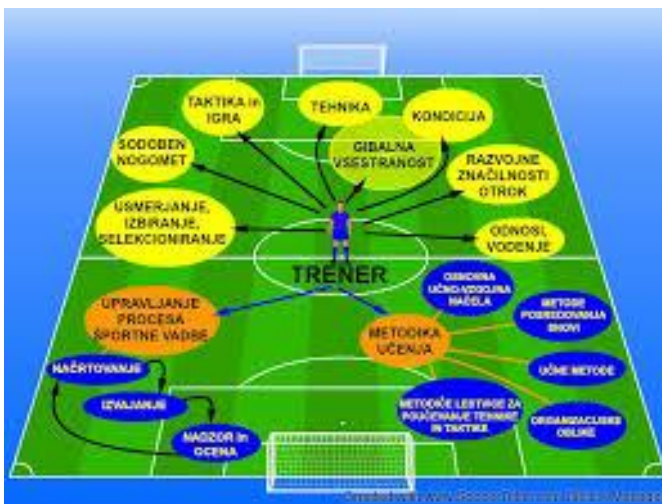 TAKTIKA in
IGRA
TEHNIKA
KONDICIJA
SODOBEN
NOGOMET
GIBALNA
VSESTRANOST
RAZVOJNE
ZNAČILNOSTI
OTROK
USMERJANJE,
IZBIRANJE,
SELEKCIONIRANJE
ODNOSI,
VODENJE
TRENER
UPRAVLJANJE
PROCESA
ŠPORTNE VADBE
METODIKA
UČENJA
OSNOVNA
UČNO-VZGOJNA
NAČELA
METODE
POSREDOVANJA
SNOVI
UČNE METODE
ORGANIZACIJSKE
OBLIKE
METODIČE LESTVICE ZA
POUČEVANJE TEHNIKE
IN TAKTIKE
NAČRTOVANJE
IZVAJANJE
NADZOR in
OCENA